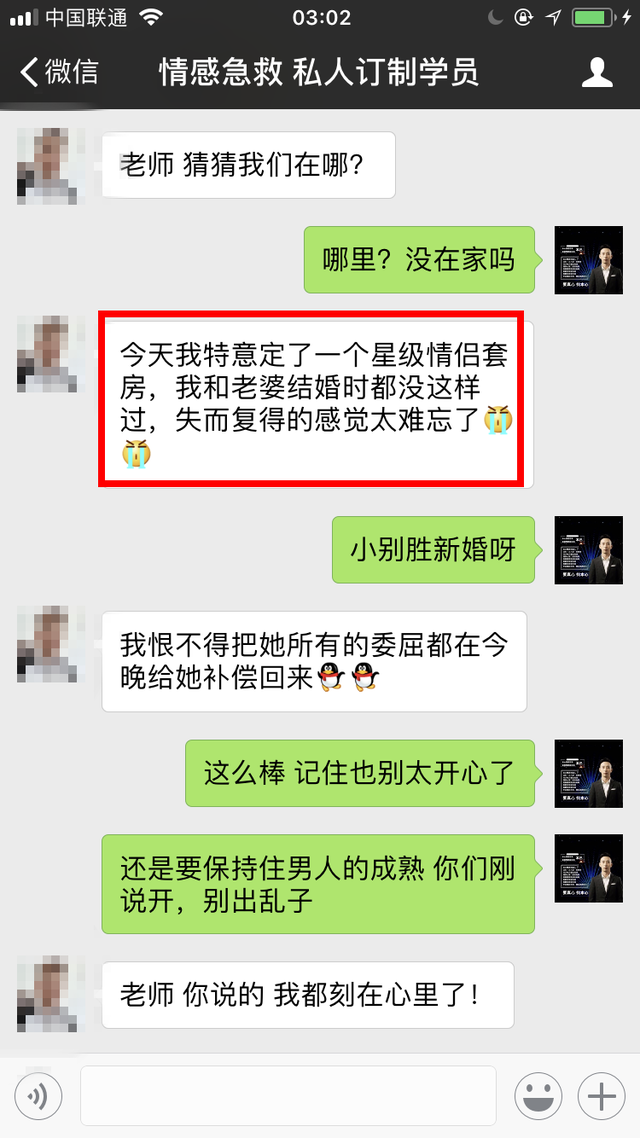 中国联通
03:02
微信
情感急救 私人订制学员
老师 猜猜我们在哪?
哪里? 没在家吗
今天我特意定了一个星级情侣套
房，我和老婆结婚时都没这样
过，失而复得的感觉太难忘了
小别胜新婚呀
我恨不得把她所有的委屈都在今
晚给她补偿回来
这么棒 记住也别太开心了
还是要保持住男人的成熟 你们刚
说开，别出乱子
老师 你说的 我都刻在心里了!